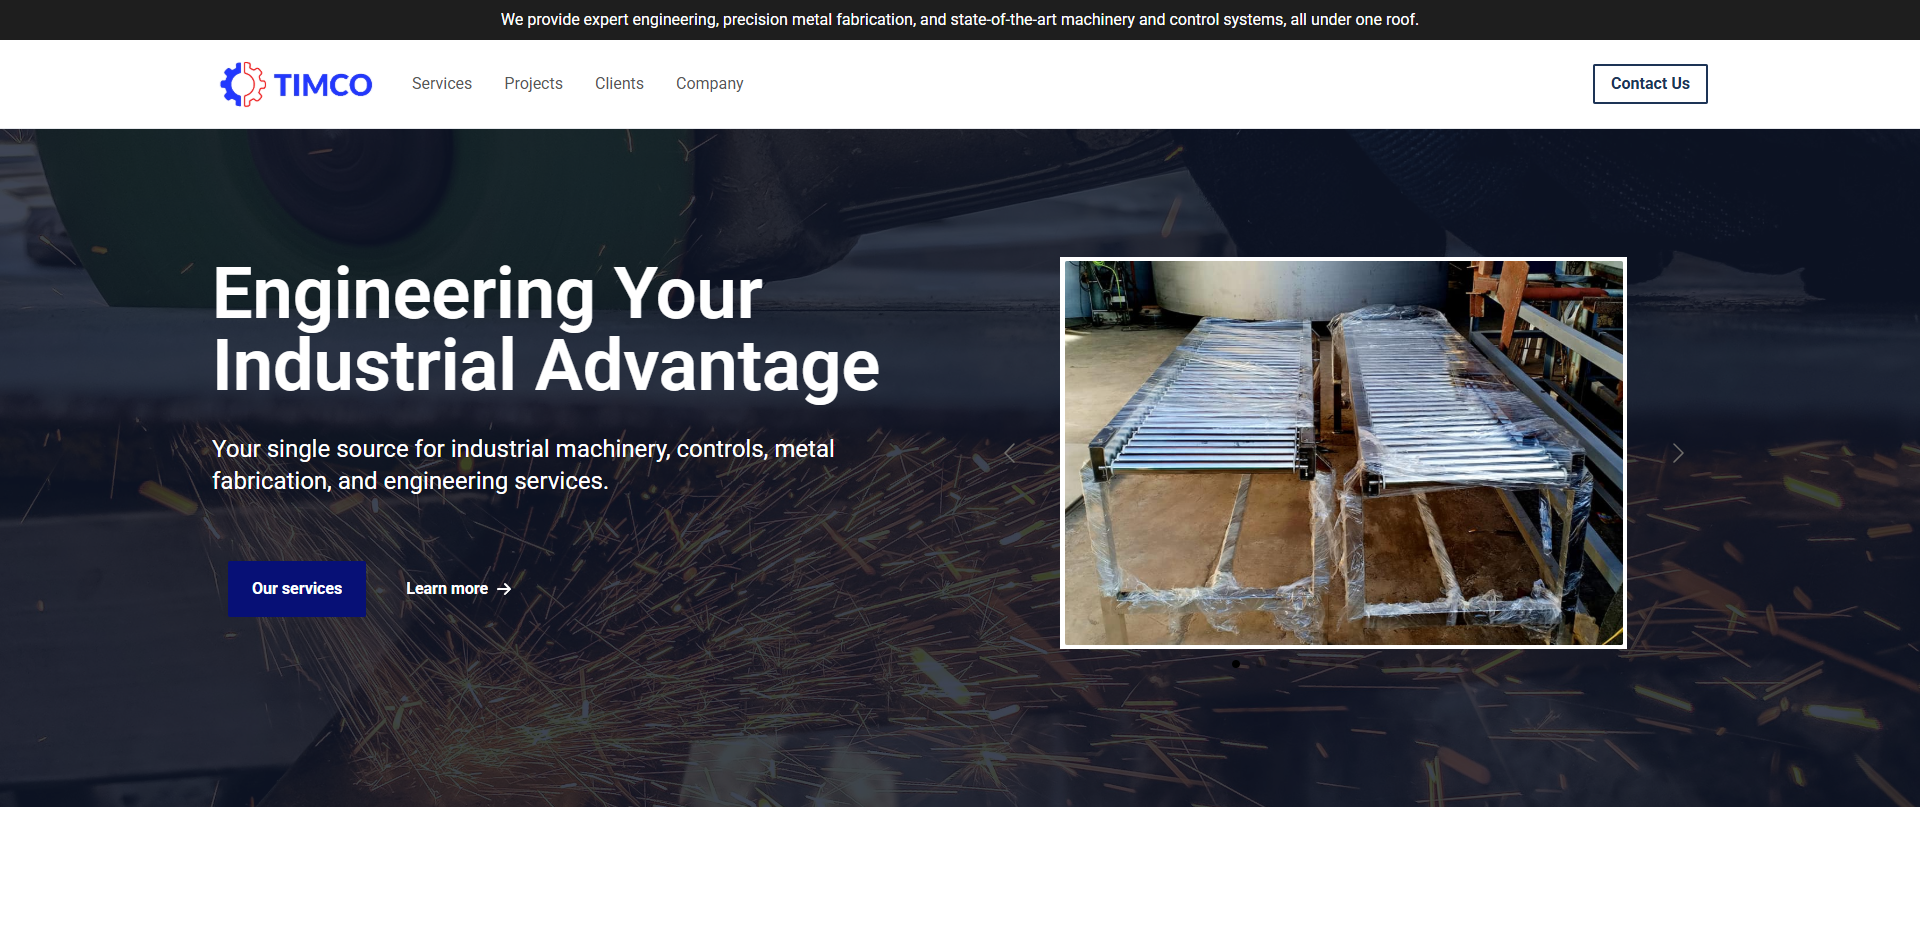 We provide expert engineering, precision metal fabrication, and state-of-the-art machinery and control systems, all under one roof.
TIMCO
Services
Projects
Clients
Company
Contact Us
Engineering Your
Industrial Advantage
Your single source for industrial machinery, controls, metal
fabrication, and engineering services.
Our services
Learn more →